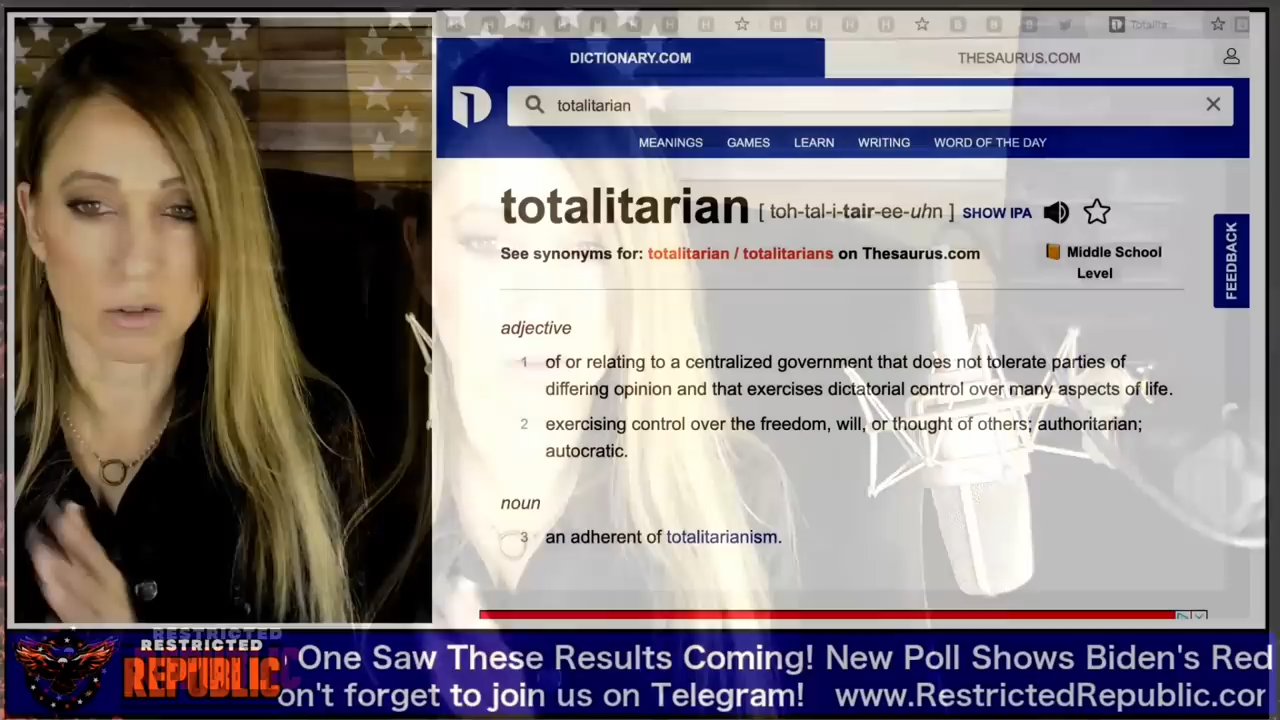 Totalita
DICTIONARY.COM
THESAURUS.COM
totalitarian
MEANINGS GAMES LEARN WRITING WORD OF THE DAY
totalitarian [ toh-tal-i-tair-ee-uhn ] SHOW IPA
See synonyms for: totalitarian / totalitarians on Thesaurus.com
Middle School
Level
FEEDBACK
adjective
1 of or relating to a centralized government that does not tolerate parties of
differing opinion and that exercises dictatorial control over many aspects of life.
2 exercising control over the freedom, will, or thought of others; authoritarian;
autocratic.
noun
3 an adherent of totalitarianism.
RESTRICTED
RESTRICTED
REPUBLIC
One Saw These Results Coming! New Poll Shows Biden's Red
on't forget to join us on Telegram! www.RestrictedRepublic.cor